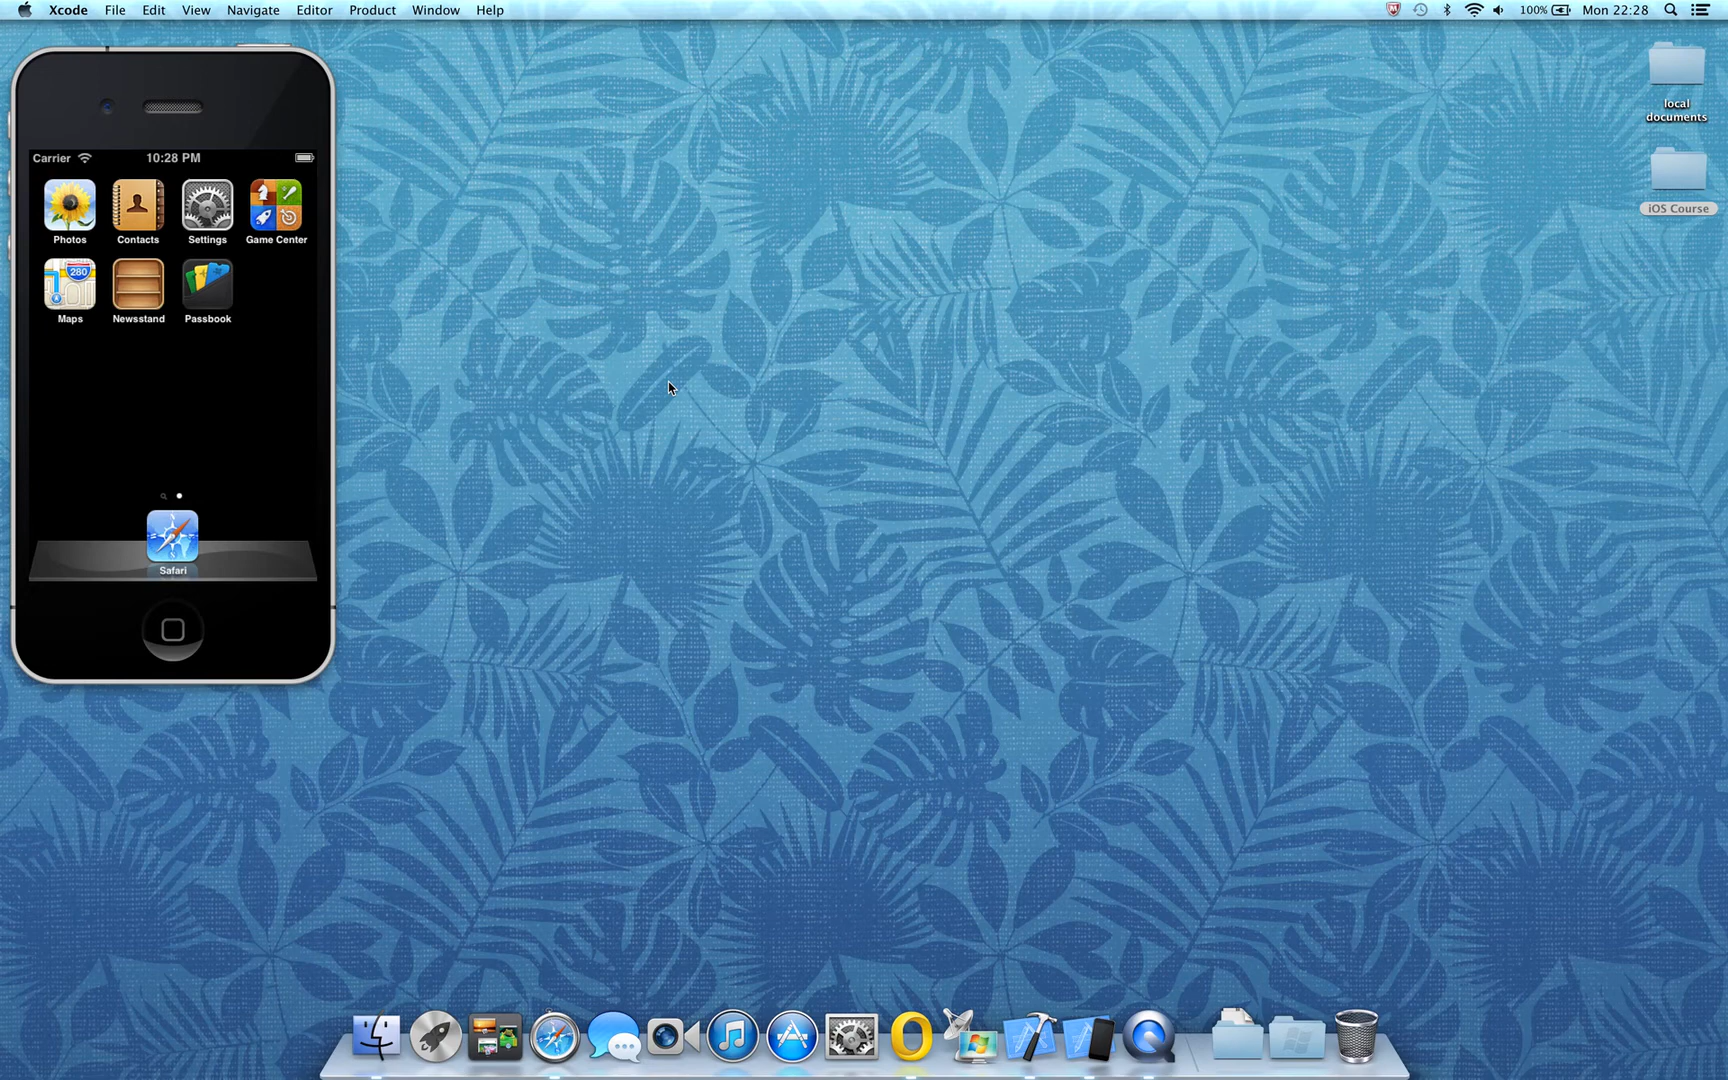 Xcode File Edit View Navigate Editor Product Window Help 100% Mon 22:28
local
documents
iOS Course
Carrier 10:28 PM
Photos Contacts Settings Game Center
280
Maps Newsstand Passbook
Safari